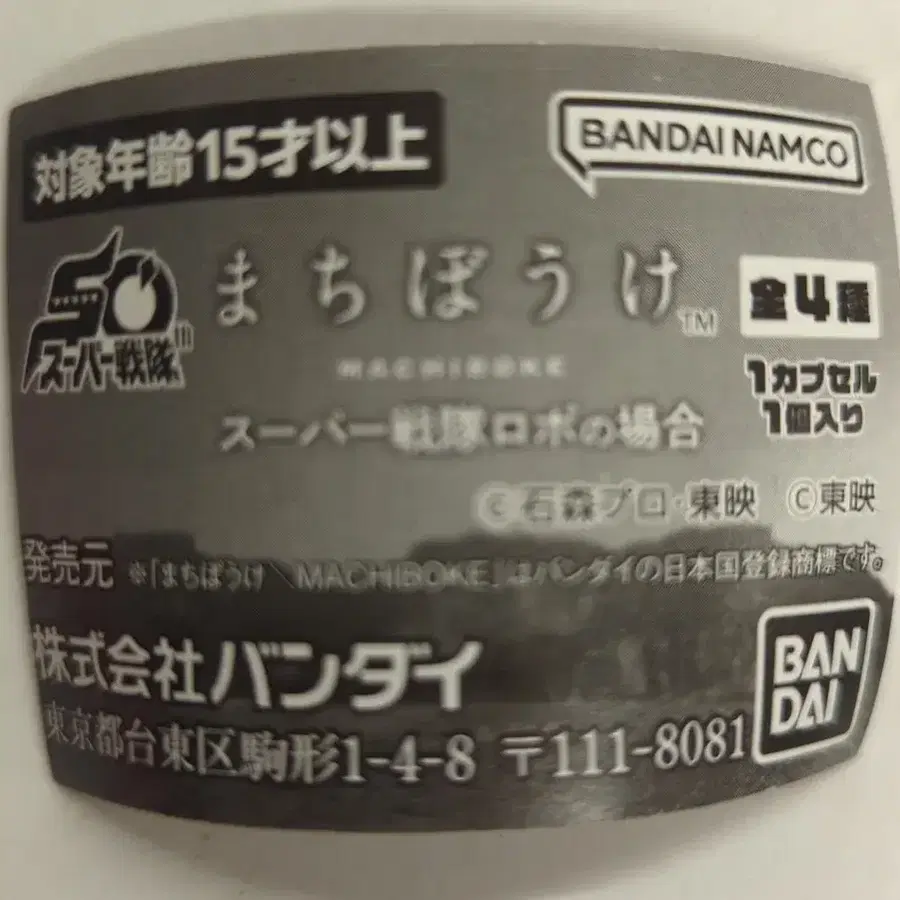 対象年齢15才以上
BANDAI NAMCO
50
スーパー戦隊
まちぼうけ™
MACHIBOKE
スーパー戦隊ロボの場合
全4種
1カプセル
1個入り
©石森プロ・東映 ©東映
発売元 ※「まちぼうけ＼MACHIBOKE」はバンダイの日本国登録商標です。
株式会社バンダイ
東京都台東区駒形1-4-8 〒111-8081
BAN
DAI